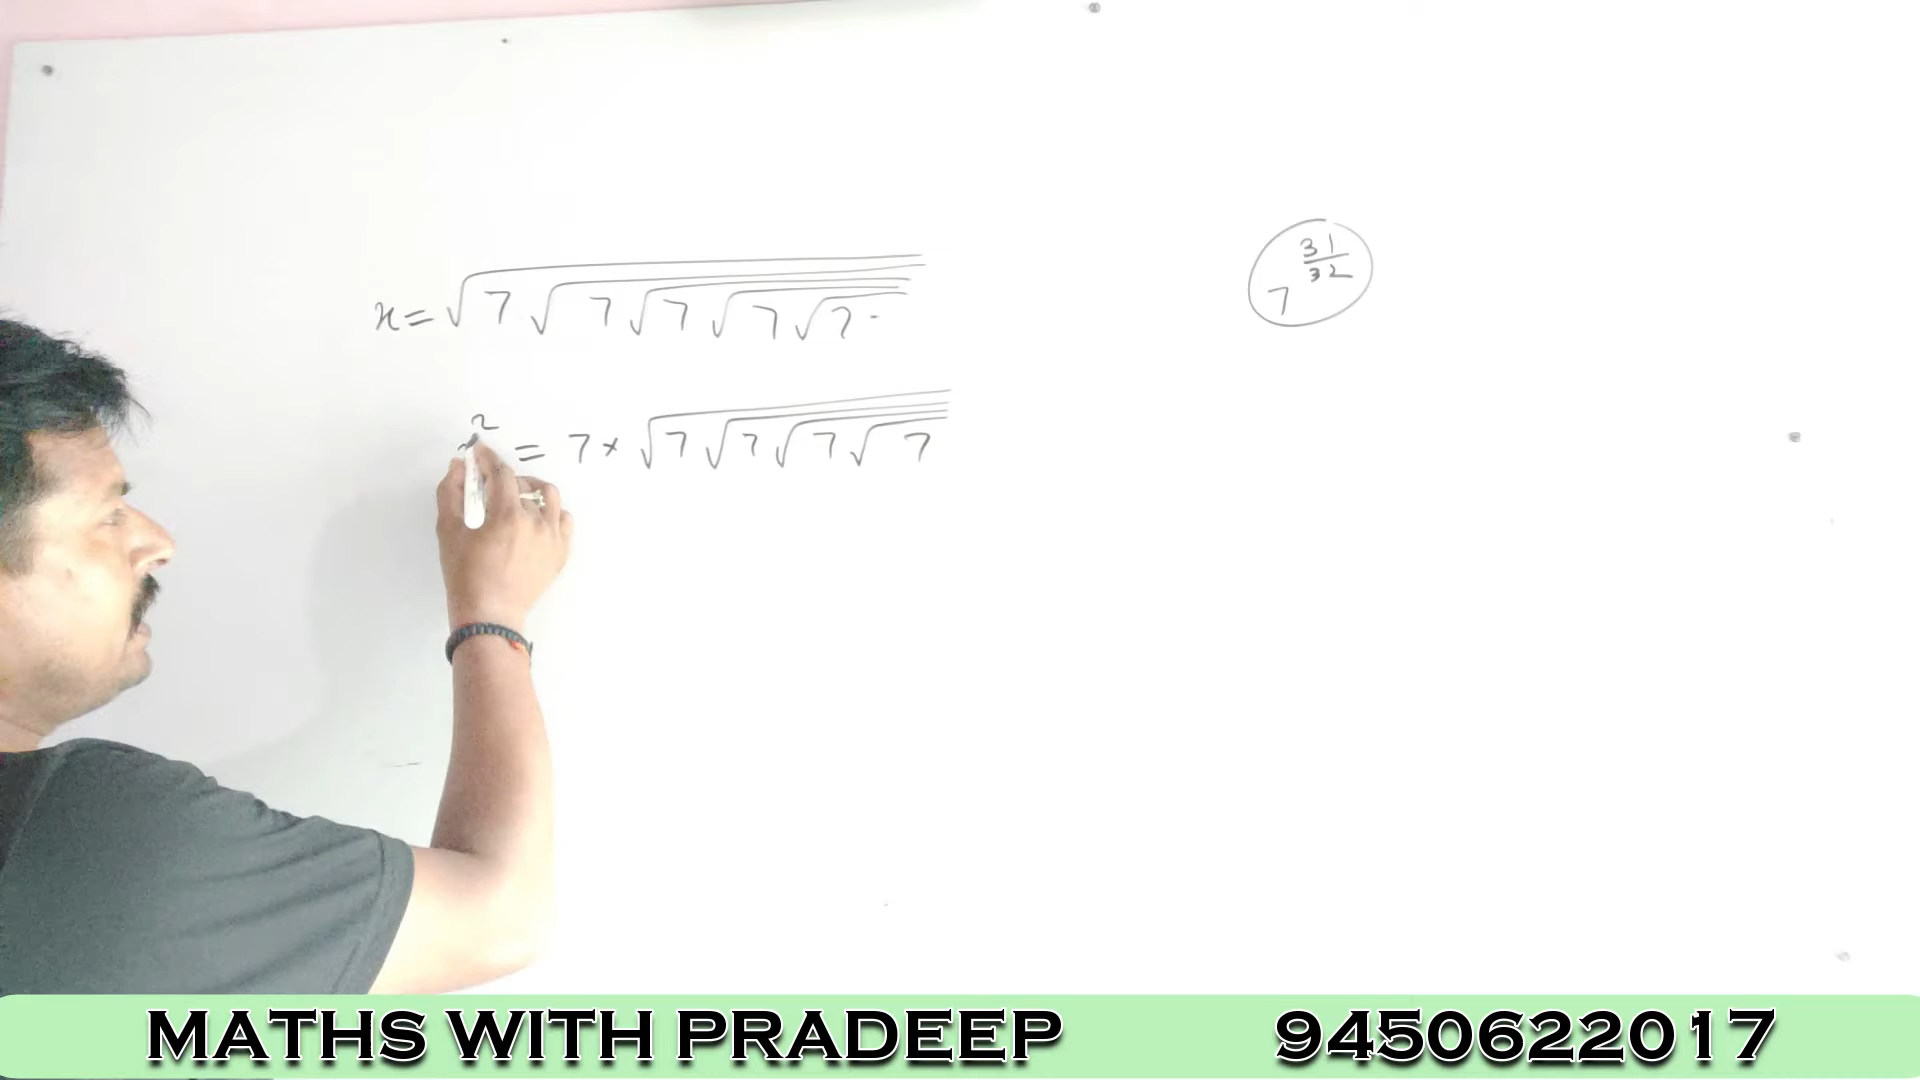 x = √7√7√7√7√7
7^31/32
x² = 7 × √7√7√7√7
MATHS WITH PRADEEP 9450622017